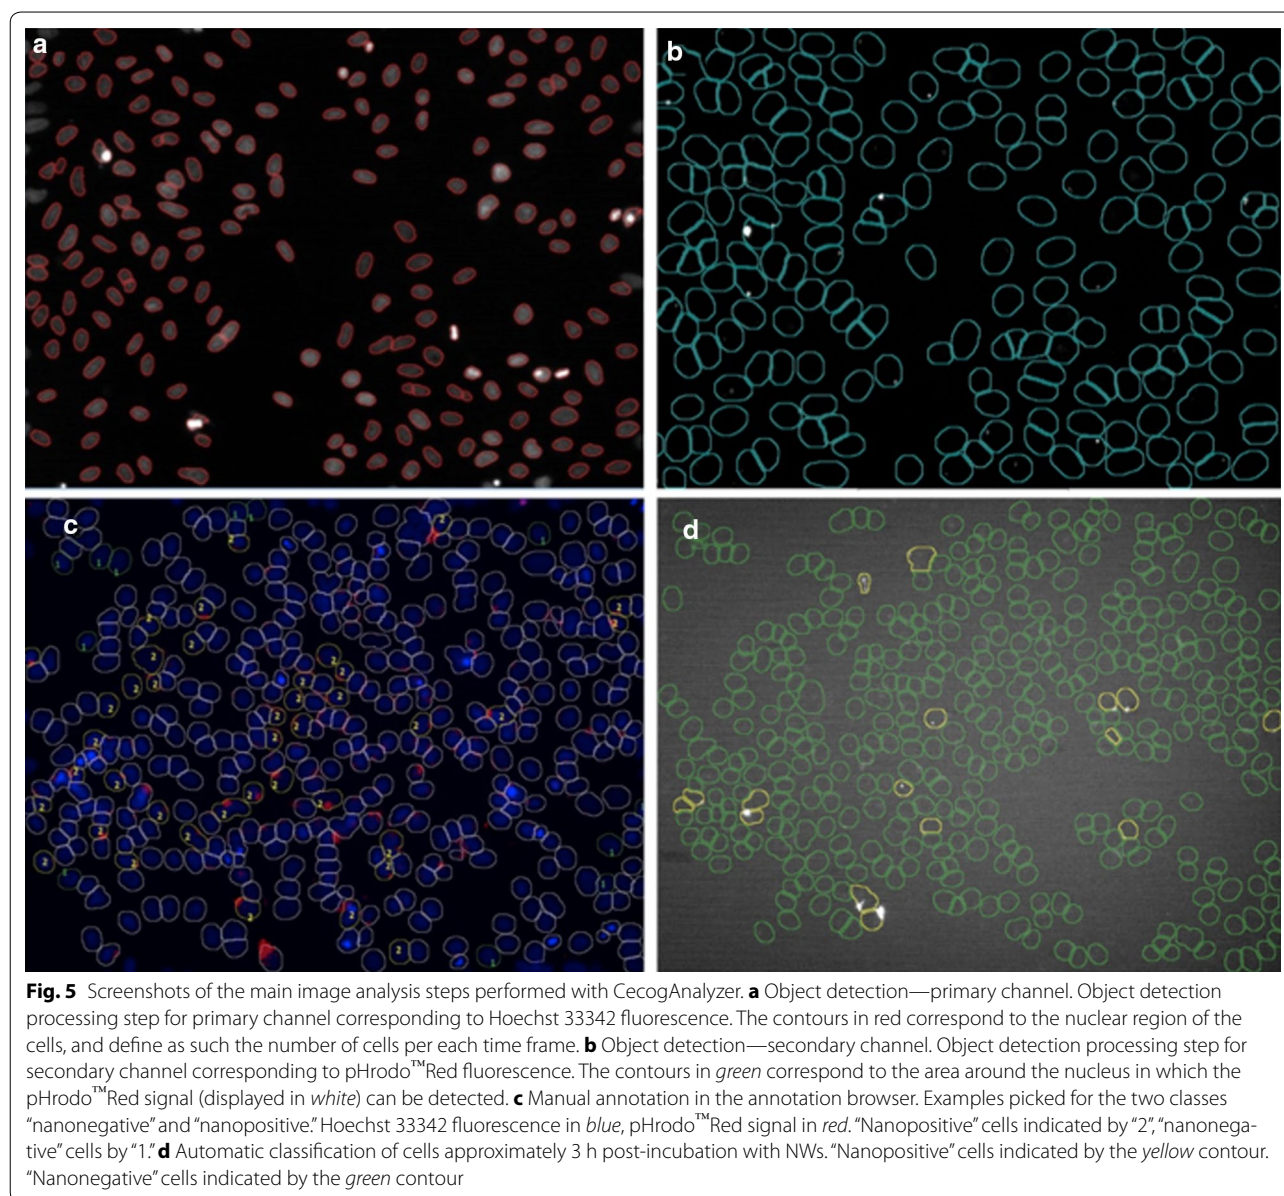 a
b
c
d
Fig. 5 Screenshots of the main image analysis steps performed with CecogAnalyzer. a Object detection—primary channel. Object detection
processing step for primary channel corresponding to Hoechst 33342 fluorescence. The contours in red correspond to the nuclear region of the
cells, and define as such the number of cells per each time frame. b Object detection—secondary channel. Object detection processing step for
secondary channel corresponding to pHrodo™Red fluorescence. The contours in green correspond to the area around the nucleus in which the
pHrodo™Red signal (displayed in white) can be detected. c Manual annotation in the annotation browser. Examples picked for the two classes
“nanonegative” and “nanopositive.” Hoechst 33342 fluorescence in blue, pHrodo™Red signal in red. “Nanopositive” cells indicated by “2”, “nanonega-
tive” cells by “1.” d Automatic classification of cells approximately 3 h post-incubation with NWs. “Nanopositive” cells indicated by the yellow contour.
“Nanonegative” cells indicated by the green contour